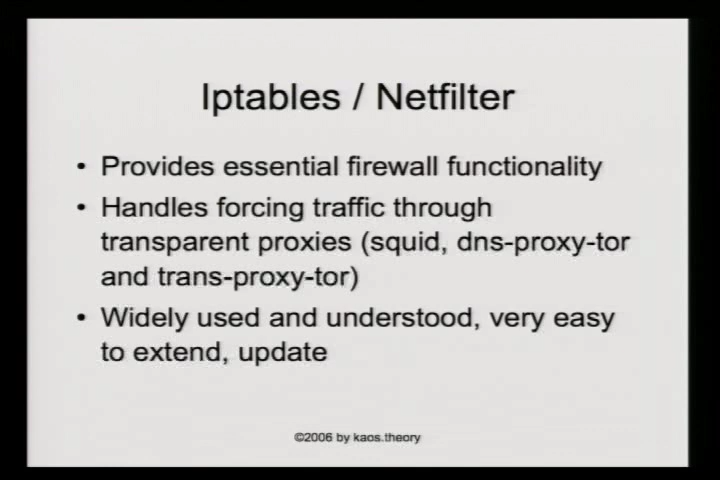 Iptables / Netfilter
• Provides essential firewall functionality
• Handles forcing traffic through
transparent proxies (squid, dns-proxy-tor
and trans-proxy-tor)
• Widely used and understood, very easy
to extend, update
©2006 by kaos.theory